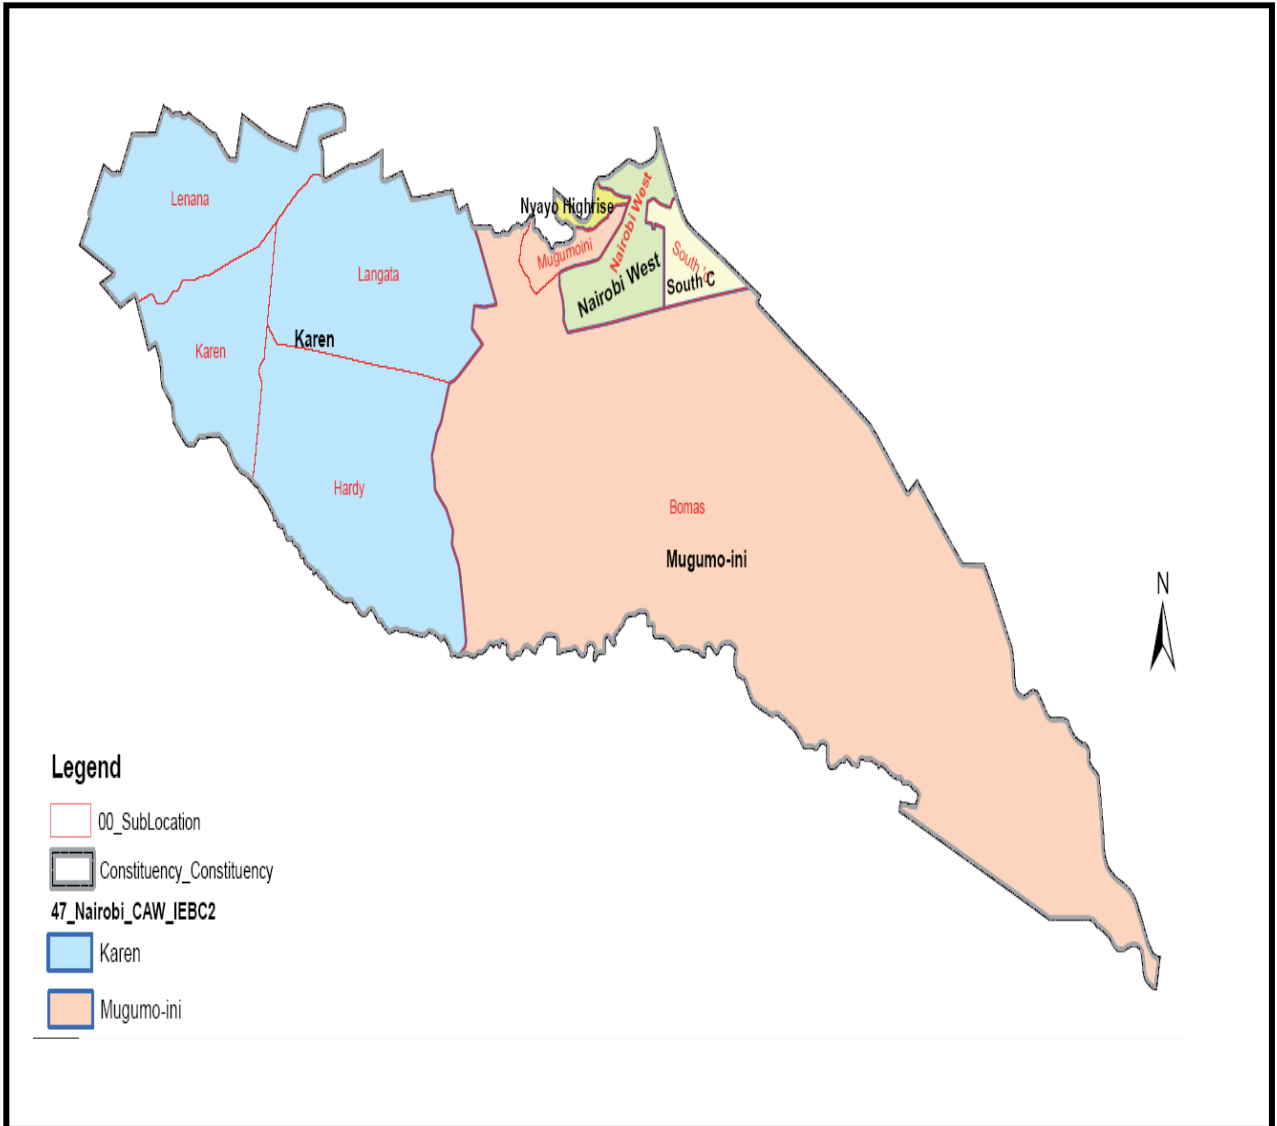 Lenana
Nyayo Highrise
Nairobi West
Mugumoini
South C
Langata
Nairobi West
South C
Karen
Karen
Hardy
Bomas
Mugumo-ini
N
Legend
00_SubLocation
Constituency_Constituency
47_Nairobi_CAW_IEBC2
Karen
Mugumo-ini